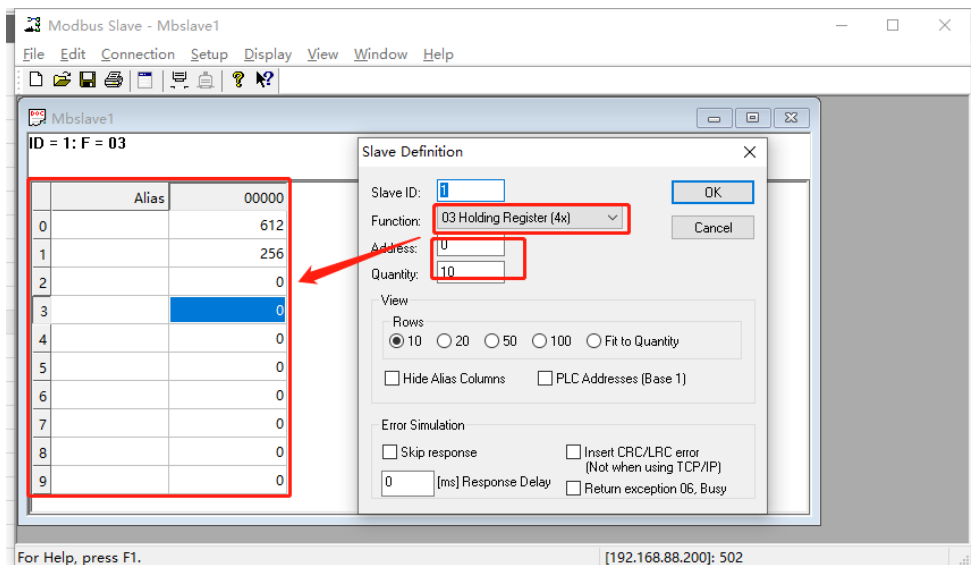 Modbus Slave - Mbslave1
File Edit Connection Setup Display View Window Help
Mbslave1
ID = 1: F = 03
Alias 00000
0 612
1 256
2 0
3 0
4 0
5 0
6 0
7 0
8 0
9 0
Slave Definition
Slave ID: 1 OK
Function: 03 Holding Register (4x) Cancel
Address: 0
Quantity: 10
View
Rows
10 20 50 100 Fit to Quantity
Hide Alias Columns PLC Addresses (Base 1)
Error Simulation
Skip response Insert CRC/LRC error
(Not when using TCP/IP)
0 [ms] Response Delay Return exception 06, Busy
For Help, press F1. [192.168.88.200]: 502